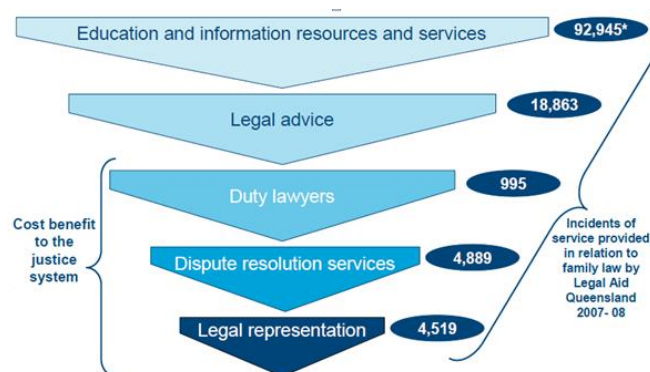 Education and information resources and services
92,945*
Legal advice
18,863
Duty lawyers
995
Dispute resolution services
4,889
Legal representation
4,519
Cost benefit
to the
justice
system
Incidents of
service provided
in relation to
family law by
Legal Aid
Queensland
2007- 08